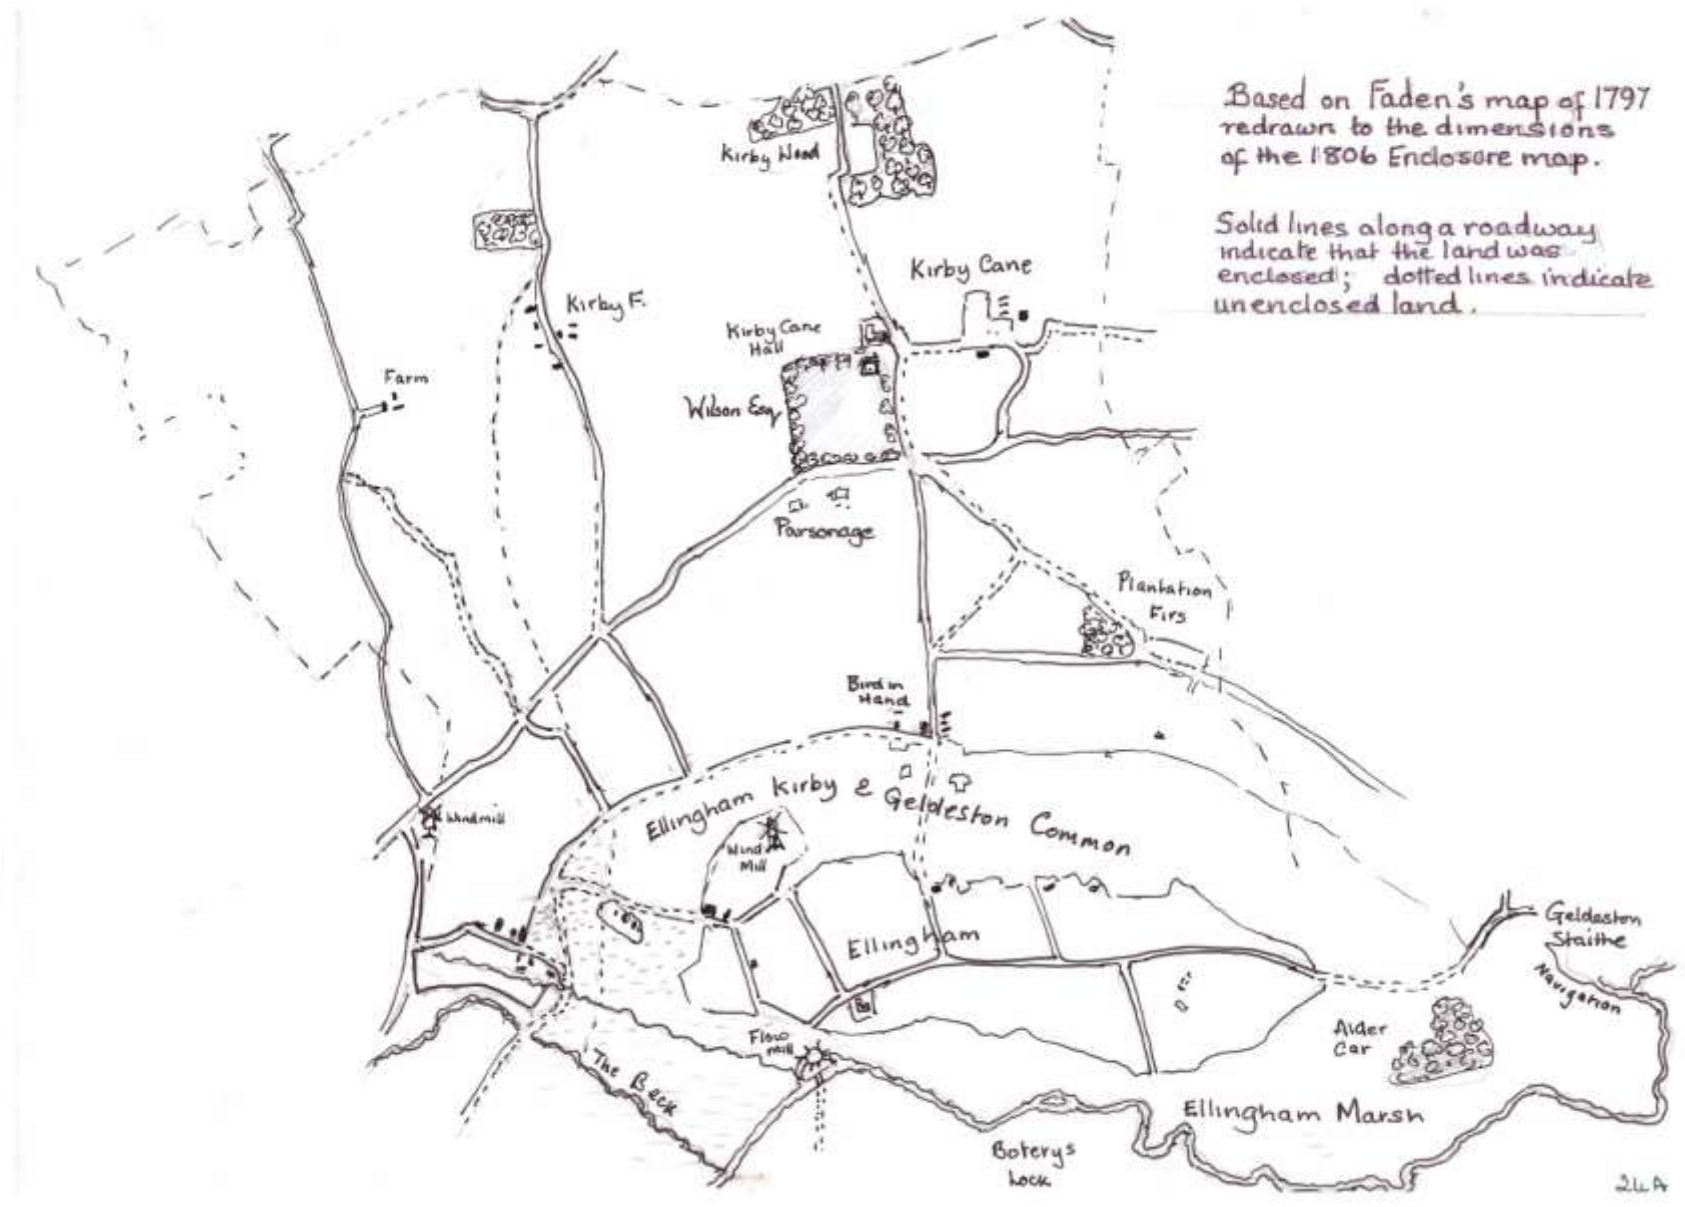 Based on Faden's map of 1797
redrawn to the dimensions
of the 1806 Enclosure map.
Solid lines along a roadway
indicate that the land was
enclosed; dotted lines indicate
unenclosed land.
Kirby Wood
Kirby Cane
Kirby F.
Kirby Cane
Hall
Farm
Wilson Esq
Parsonage
Plantation
Firs
Bird in
Hand
Ellingham Kirby & Geldeston Common
Windmill
Wind
Mill
Ellingham
Geldeston
Staithe
Navigation
Alder
Car
Flow
mill
The Beck
Ellingham Marsh
Boterys
Lock
24A